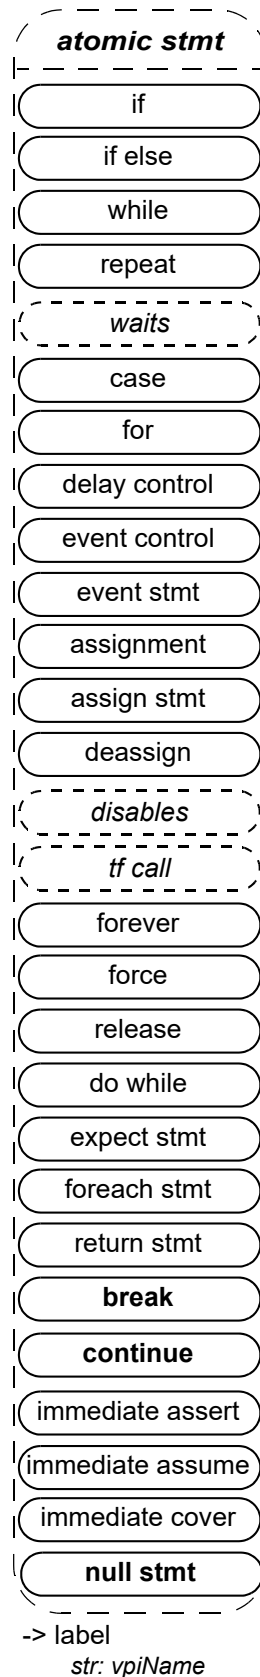 atomic stmt
if
if else
while
repeat
waits
case
for
delay control
event control
event stmt
assignment
assign stmt
deassign
disables
tf call
forever
force
release
do while
expect stmt
foreach stmt
return stmt
break
continue
immediate assert
immediate assume
immediate cover
null stmt
-> label
str: vpiName